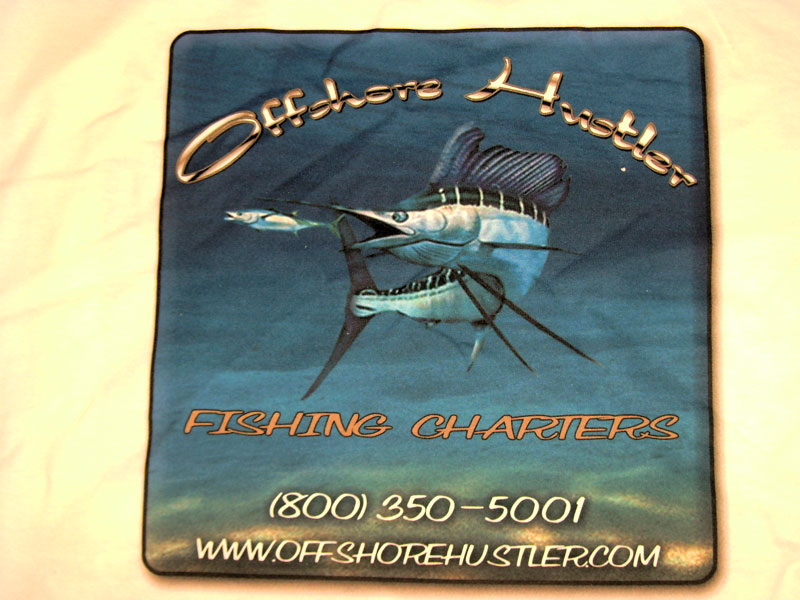 Offshore Hustler
FISHING CHARTERS
(800) 350-5001
WWW.OFFSHOREHUSTLER.COM